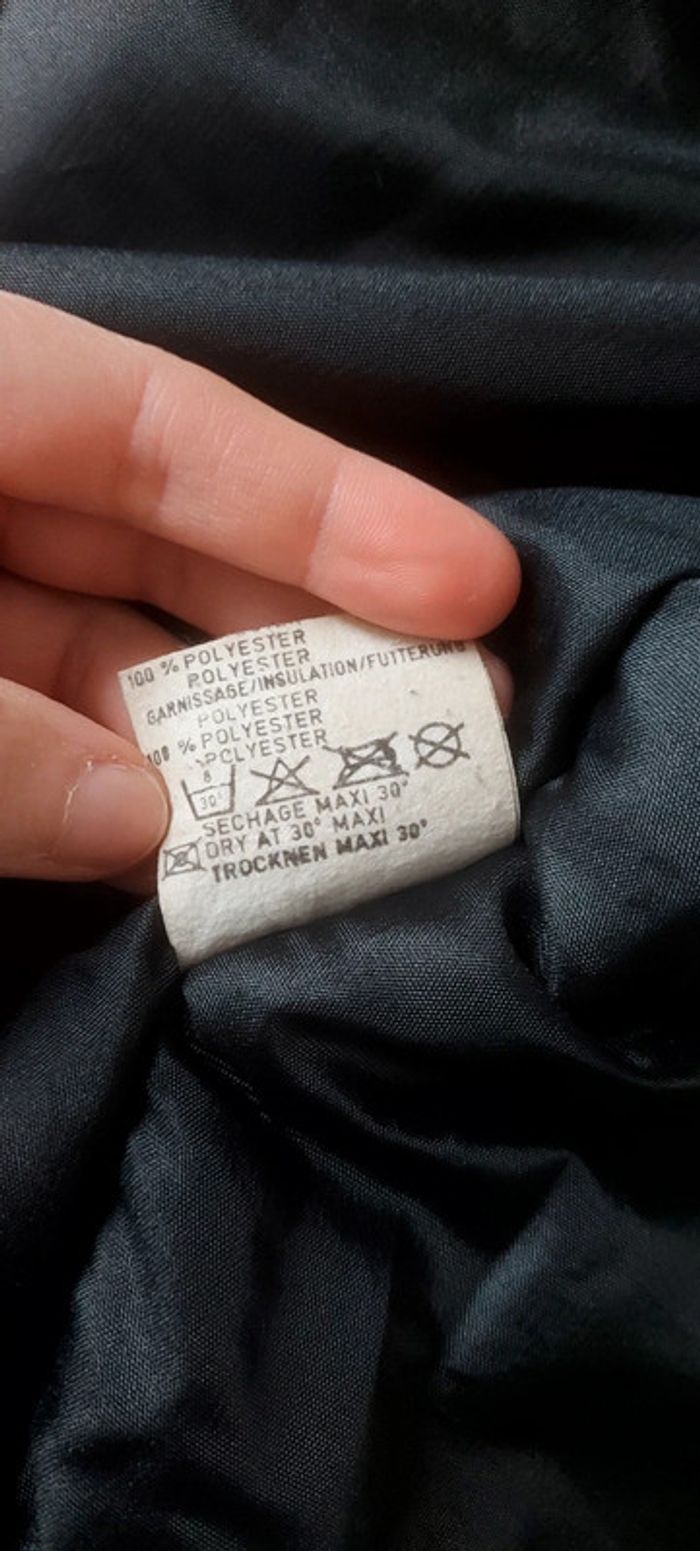 100 % POLYESTER
POLYESTER
GARNISSAGE/INSULATION/FUTTERUNG
POLYESTER
100 % POLYESTER
POLYESTER
8
30°
SECHAGE MAXI 30°
DRY AT 30° MAXI
TROCKNEN MAXI 30°